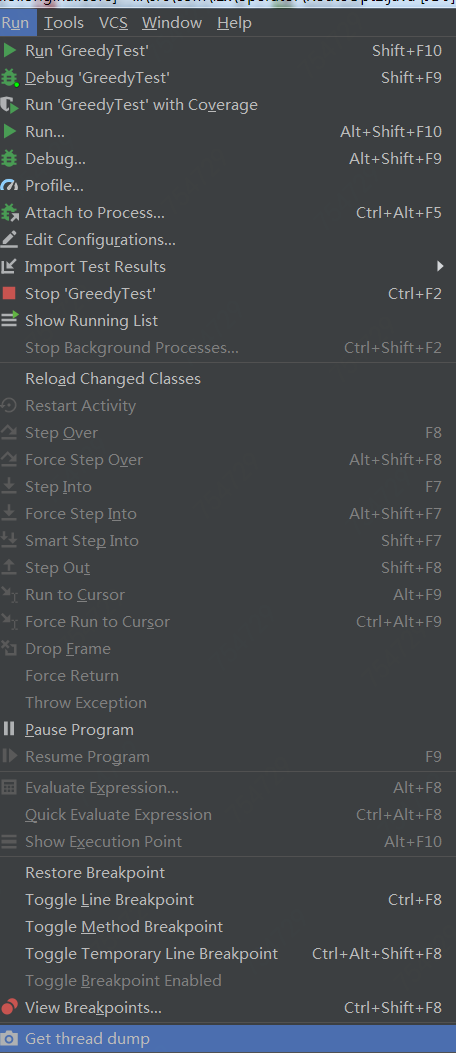 Run Tools VCS Window Help
Run 'GreedyTest' Shift+F10
Debug 'GreedyTest' Shift+F9
Run 'GreedyTest' with Coverage
Run... Alt+Shift+F10
Debug... Alt+Shift+F9
Profile...
Attach to Process... Ctrl+Alt+F5
Edit Configurations...
Import Test Results
Stop 'GreedyTest' Ctrl+F2
Show Running List
Stop Background Processes... Ctrl+Shift+F2
Reload Changed Classes
Restart Activity
Step Over F8
Force Step Over Alt+Shift+F8
Step Into F7
Force Step Into Alt+Shift+F7
Smart Step Into Shift+F7
Step Out Shift+F8
Run to Cursor Alt+F9
Force Run to Cursor Ctrl+Alt+F9
Drop Frame
Force Return
Throw Exception
Pause Program
Resume Program F9
Evaluate Expression... Alt+F8
Quick Evaluate Expression Ctrl+Alt+F8
Show Execution Point Alt+F10
Restore Breakpoint
Toggle Line Breakpoint Ctrl+F8
Toggle Method Breakpoint
Toggle Temporary Line Breakpoint Ctrl+Alt+Shift+F8
Toggle Breakpoint Enabled
View Breakpoints... Ctrl+Shift+F8
Get thread dump